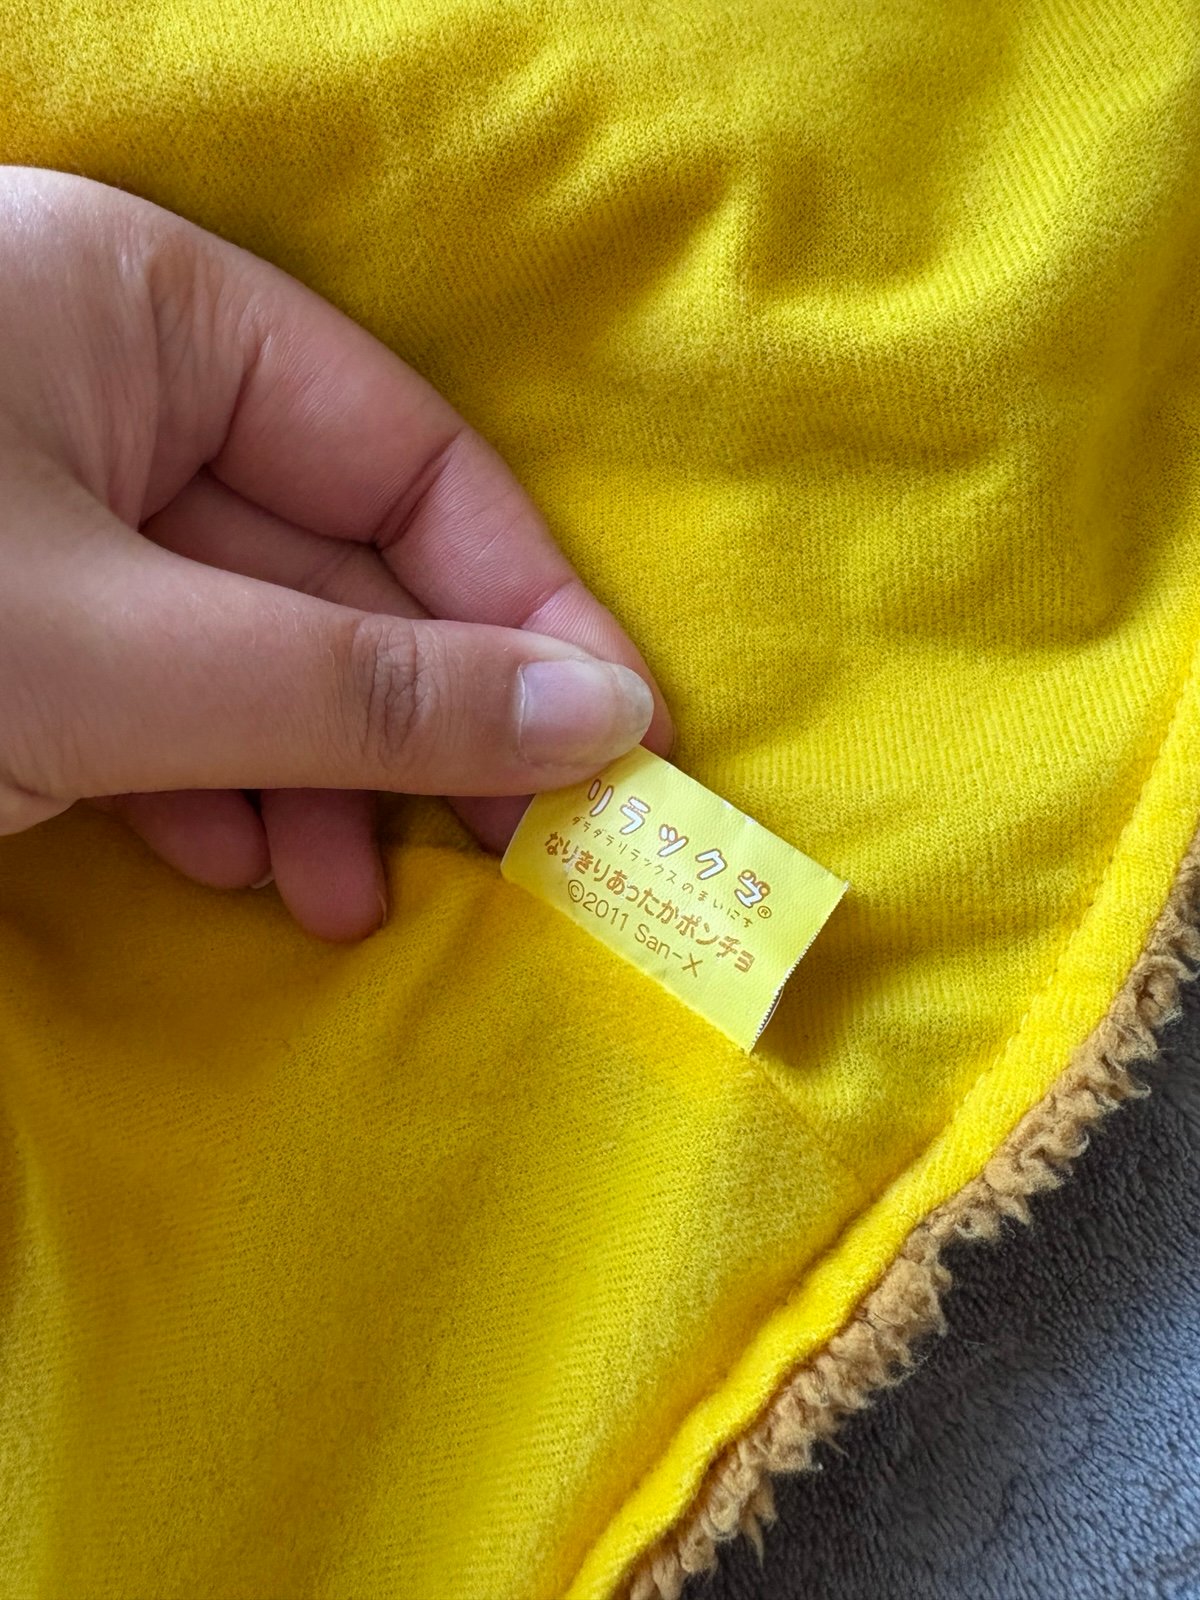 リラックマ®
ダラダラリラックスのまいにち
なりきりあったかポンチョ
©2011 San-X